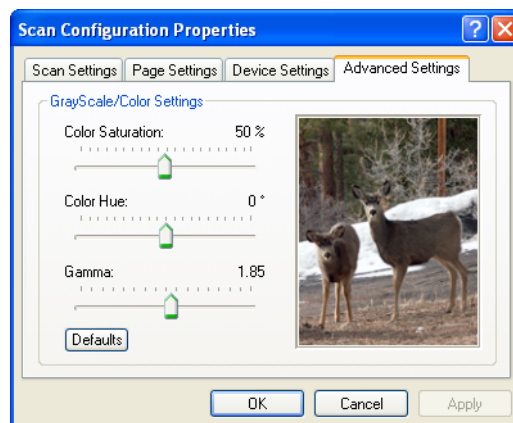 Scan Configuration Properties
Scan Settings Page Settings Device Settings Advanced Settings
GrayScale/Color Settings
Color Saturation: 50 %
Color Hue: 0 °
Gamma: 1.85
Defaults
OK Cancel Apply